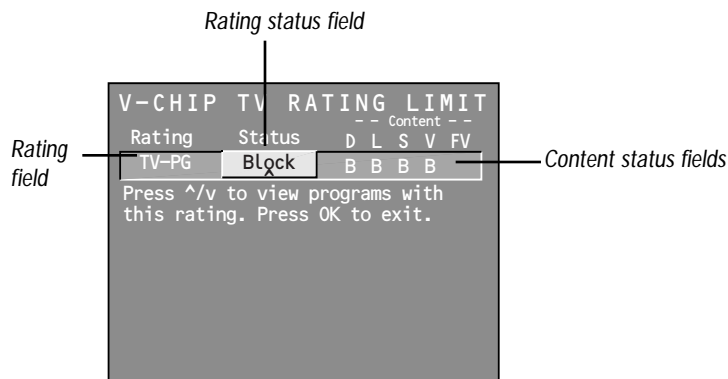 Rating status field
V-CHIP TV RATING LIMIT
-- Content --
Rating Status D L S V FV
Rating
field
TV-PG Block B B B B
Content status fields
Press ^/v to view programs with
this rating. Press OK to exit.